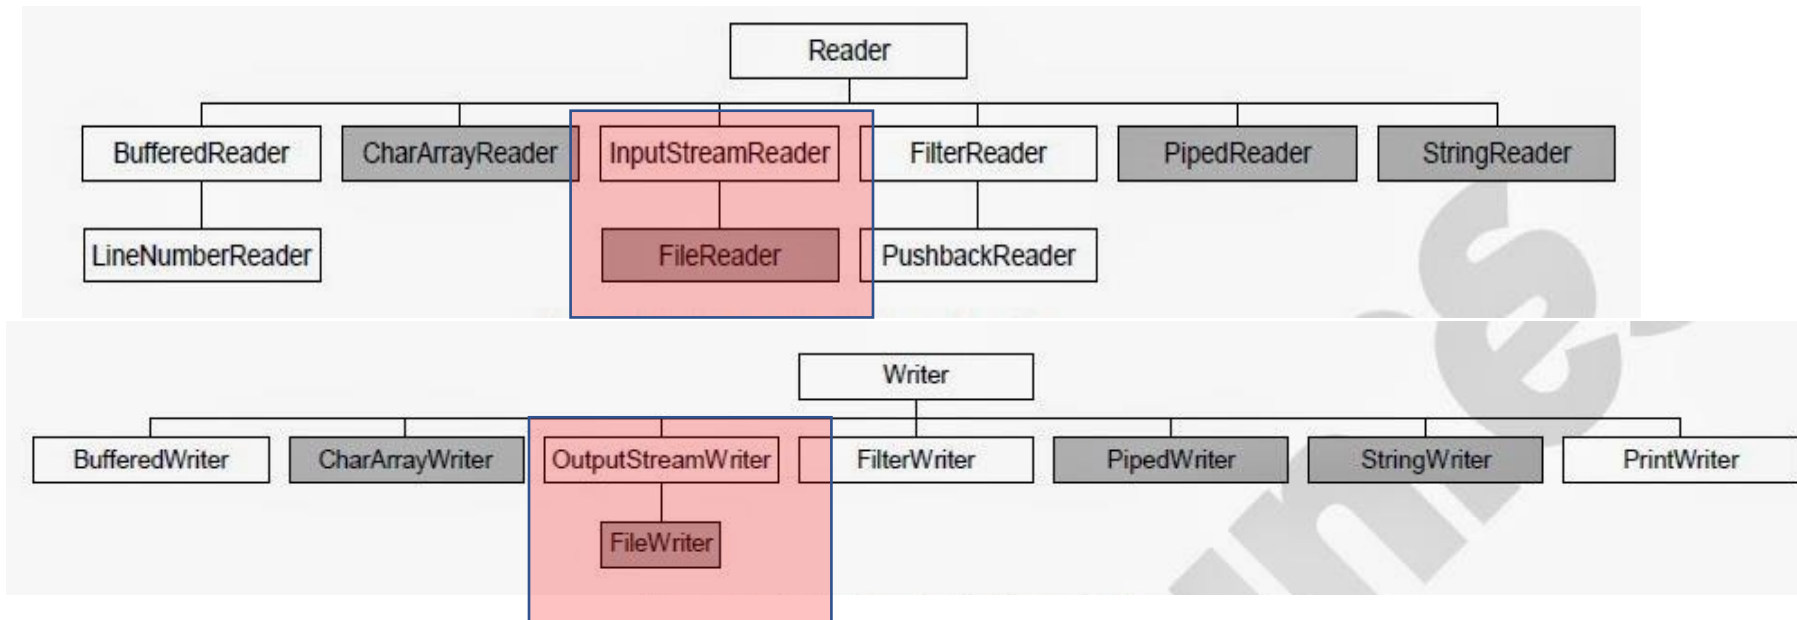 Reader
BufferedReader CharArrayReader InputStreamReader FilterReader PipedReader StringReader
LineNumberReader FileReader PushbackReader
Writer
BufferedWriter CharArrayWriter OutputStreamWriter FilterWriter PipedWriter StringWriter PrintWriter
FileWriter